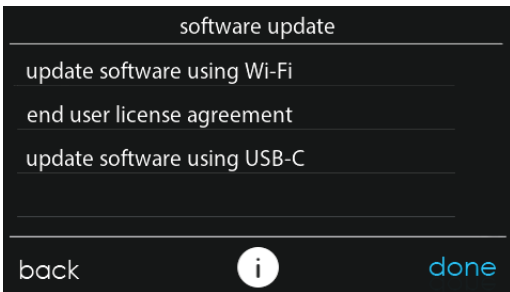 software update
update software using Wi-Fi
end user license agreement
update software using USB-C
back
i
done